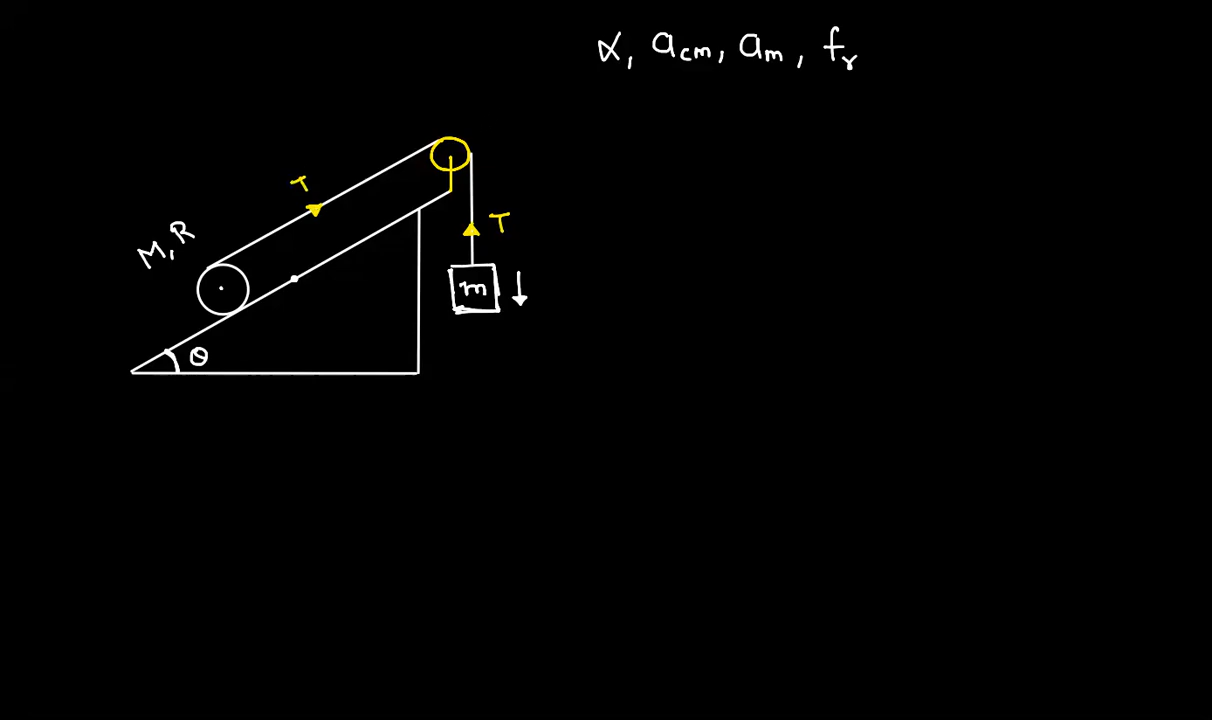 α, a_cm, a_m, f_r
T
T
M, R
m
θ